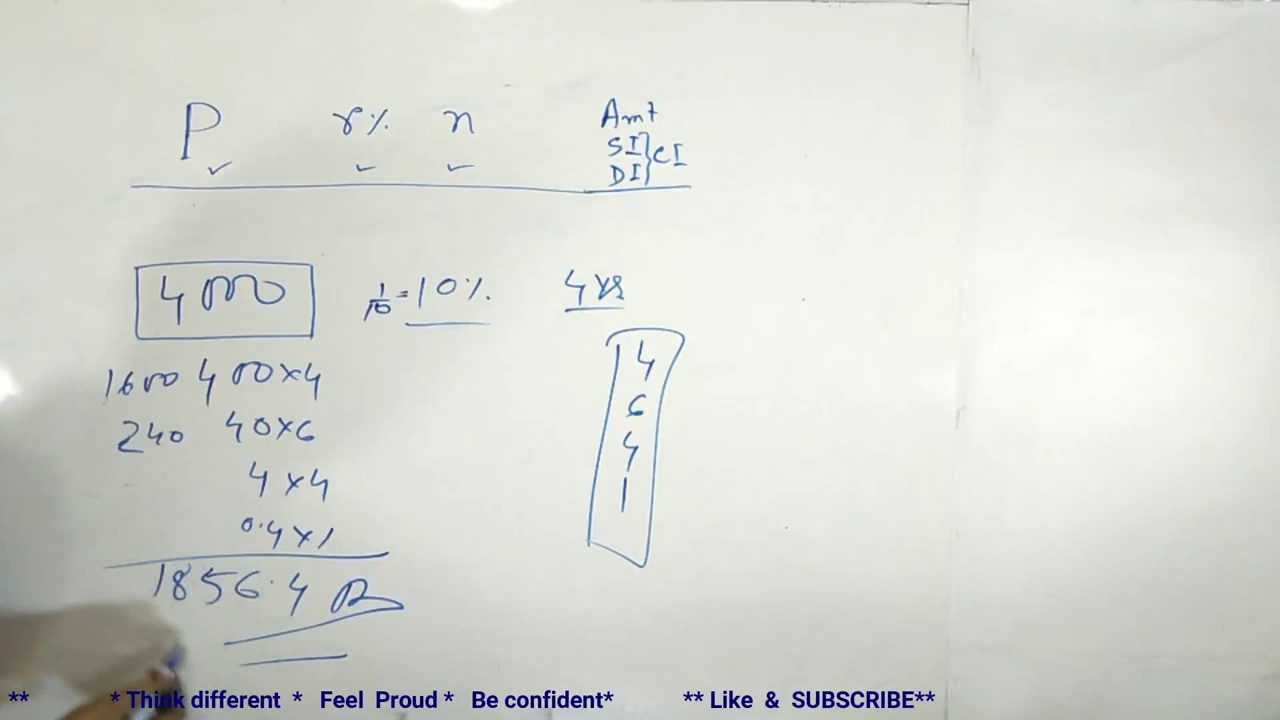 P r% n Amt
SI } CI
DI
4000 1/10 = 10% 4 yrs
1600 400×4 4
240 40×6 6
4×4 4
0.4×1 1
1856.4 Rs
** * Think different * Feel Proud * Be confident* ** Like & SUBSCRIBE**